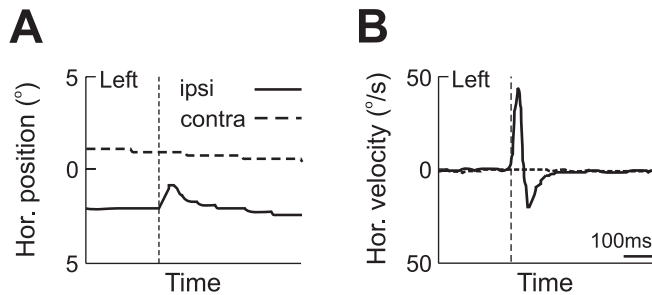 A
Hor. position (°)
5
0
5
Left
ipsi
contra
Time
B
Hor. velocity (°/s)
50
0
50
Left
100ms
Time